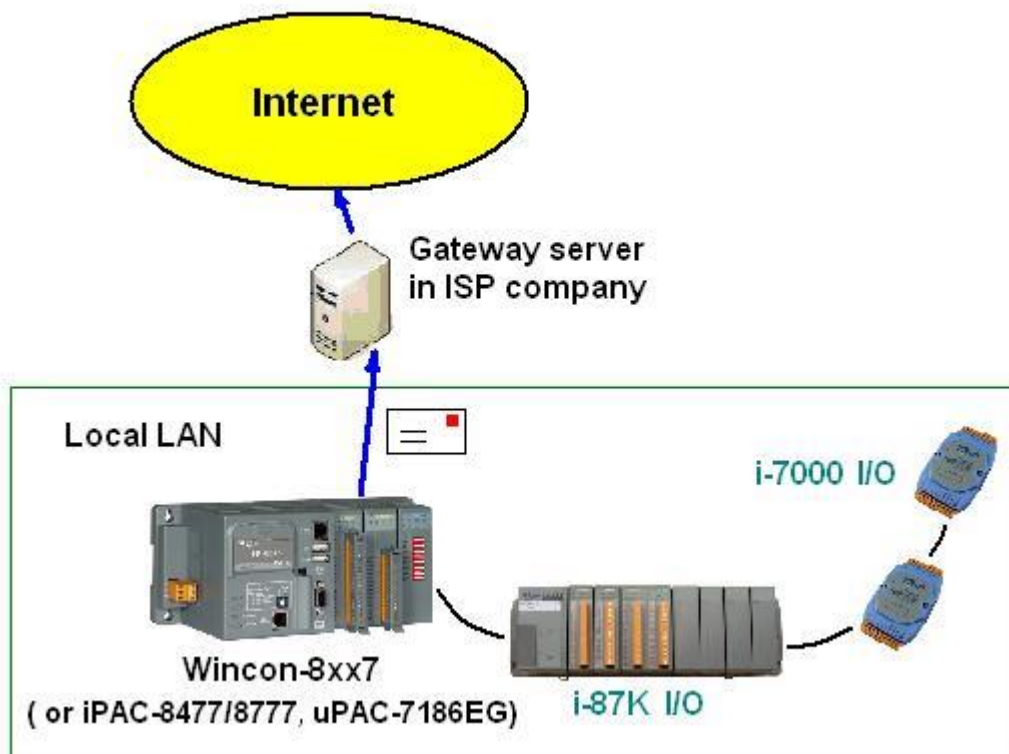 Internet
Gateway server
in ISP company
Local LAN
i-7000 I/O
Wincon-8xx7
( or iPAC-8477/8777, uPAC-7186EG)
i-87K I/O